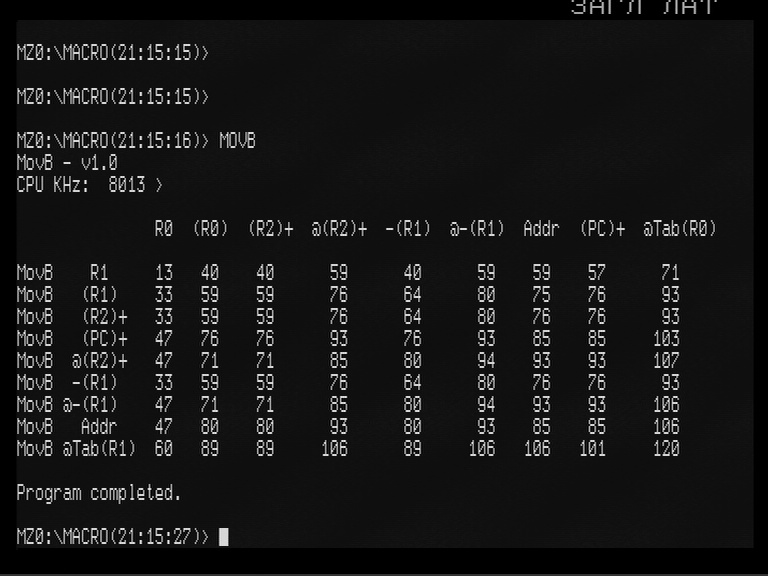 ЗАГЛ ЛАТ
MZ0:\MACRO(21:15:15)>
MZ0:\MACRO(21:15:15)>
MZ0:\MACRO(21:15:16)> MOVB
MovB - v1.0
CPU KHz:  8013 >
R0  (R0)  (R2)+  @(R2)+  -(R1)  @-(R1)  Addr  (PC)+  @Tab(R0)
MovB    R1     13   40    40      59      40      59    59    57      71
MovB   (R1)    33   59    59      76      64      80    75    76      93
MovB   (R2)+   33   59    59      76      64      80    76    76      93
MovB   (PC)+   47   76    76      93      76      93    85    85     103
MovB  @(R2)+   47   71    71      85      80      94    93    93     107
MovB  -(R1)    33   59    59      76      64      80    76    76      93
MovB @-(R1)    47   71    71      85      80      94    93    93     106
MovB   Addr    47   80    80      93      80      93    85    85     106
MovB @Tab(R1)  60   89    89     106      89     106   106   101     120
Program completed.
MZ0:\MACRO(21:15:27)>